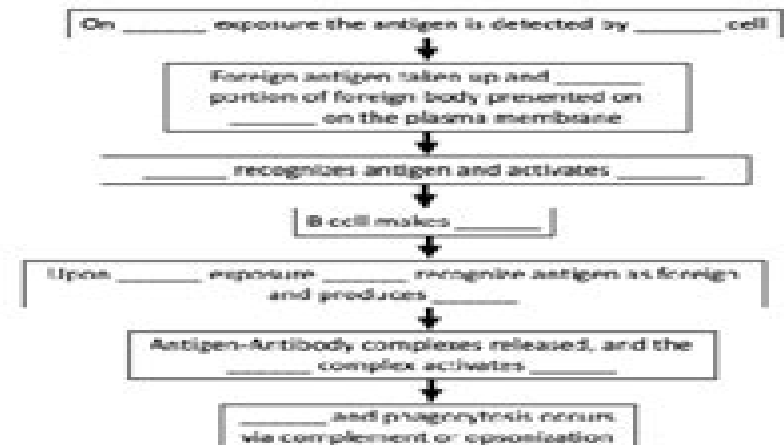 On _______ exposure the antigen is detected by _______ cell
Foreign antigen taken up and _______
portion of foreign body presented on
_______ on the plasma membrane
_______ recognizes antigen and activates _______
B cell makes _______
Upon _______ exposure _______ recognize antigen as foreign
and produces _______
Antigen-Antibody complexes released, and the
_______ complex activates _______
_______ and phagocytosis occurs
via complement or opsonization